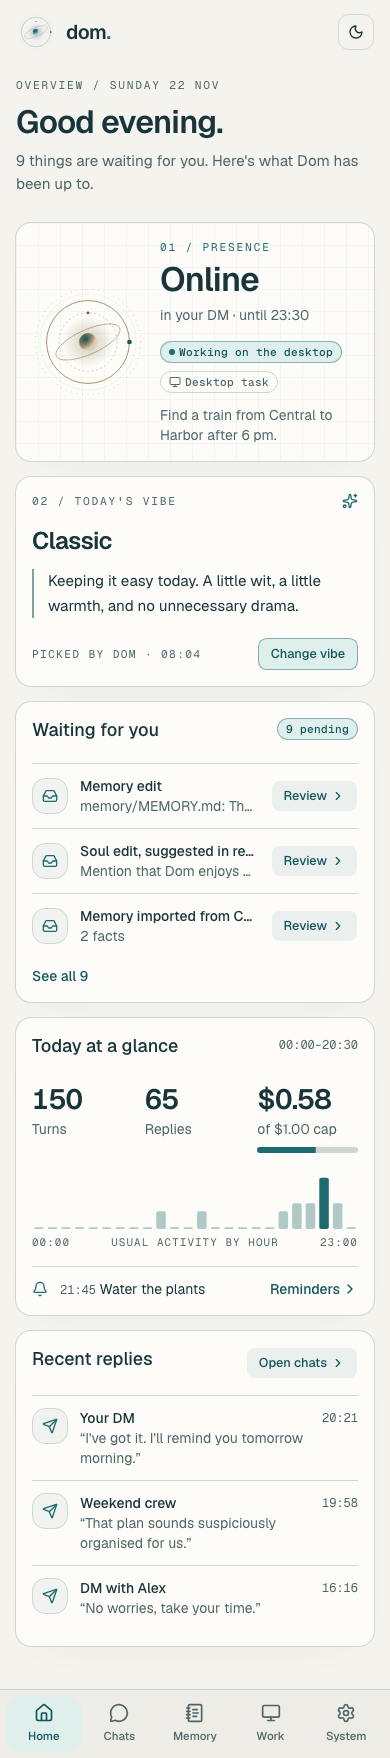 dom.
OVERVIEW / SUNDAY 22 NOV
Good evening.
9 things are waiting for you. Here's what Dom has
been up to.
01 / PRESENCE
Online
in your DM · until 23:30
Working on the desktop
Desktop task
Find a train from Central to
Harbor after 6 pm.
02 / TODAY'S VIBE
Classic
Keeping it easy today. A little wit, a little
warmth, and no unnecessary drama.
PICKED BY DOM · 08:04
Change vibe
Waiting for you
9 pending
Memory edit
memory/MEMORY.md: Th…
Review
Soul edit, suggested in re…
Mention that Dom enjoys …
Review
Memory imported from C…
2 facts
Review
See all 9
Today at a glance
00:00–20:30
150
65
$0.58
Turns
Replies
of $1.00 cap
00:00
USUAL ACTIVITY BY HOUR
23:00
21:45 Water the plants
Reminders
Recent replies
Open chats
Your DM
20:21
“I've got it. I'll remind you tomorrow
morning.”
Weekend crew
19:58
“That plan sounds suspiciously
organised for us.”
DM with Alex
16:16
“No worries, take your time.”
Home
Chats
Memory
Work
System